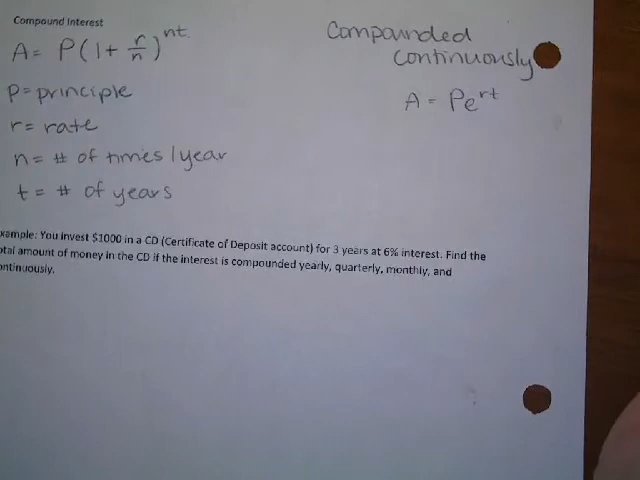 Compound Interest
A = P(1 + r/n)^nt
P = principle
r = rate
n = # of times/year
t = # of years
Compounded
continuously
A = Pe^rt
xample: You invest $1000 in a CD (Certificate of Deposit account) for 3 years at 6% interest. Find the
otal amount of money in the CD if the interest is compounded yearly, quarterly, monthly, and
ontinuously.